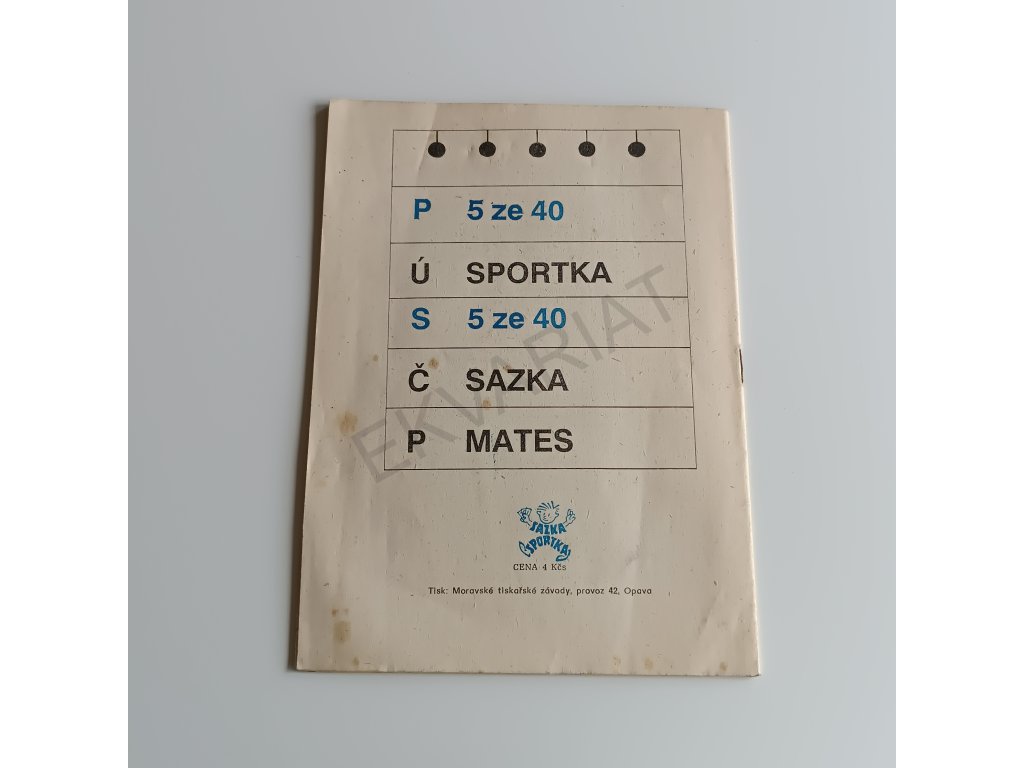 P 5 ze 40
Ú SPORTKA
S 5 ze 40
Č SAZKA
P MATES
EKVARIAT
SAZKA
SPORTKA
CENA 4 Kčs
Tisk: Moravské tiskařské závody, provoz 42, Opava